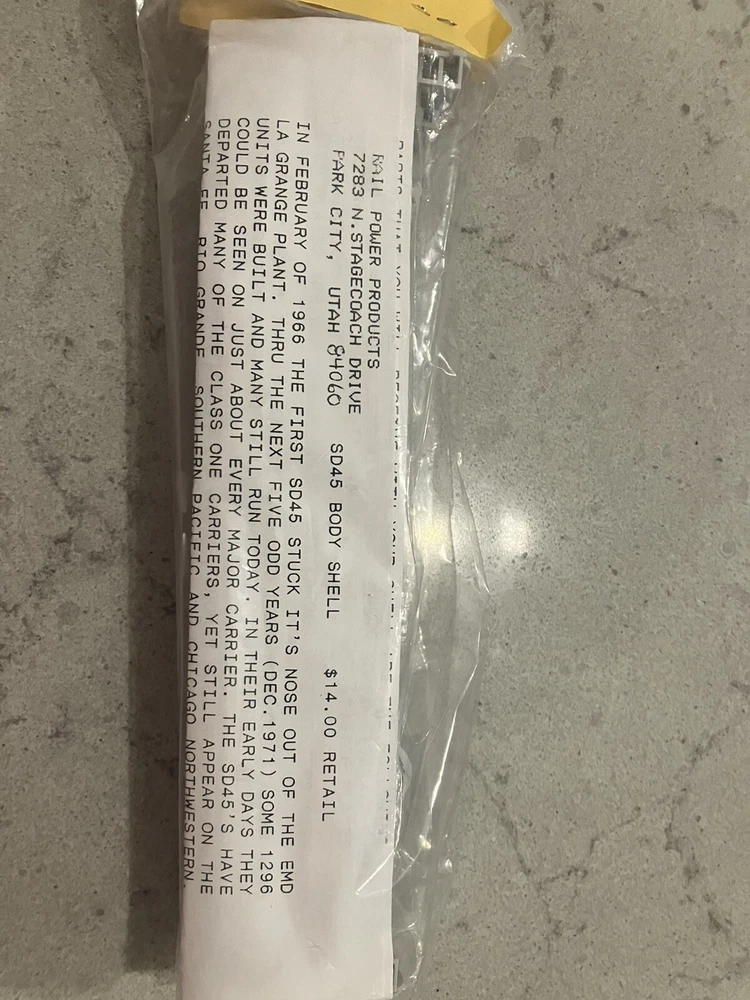 RAIL POWER PRODUCTS
7283 N.STAGECOACH DRIVE
PARK CITY, UTAH 84060 SD45 BODY SHELL $14.00 RETAIL
IN FEBRUARY OF 1966 THE FIRST SD45 STUCK IT'S NOSE OUT OF THE EMD
LA GRANGE PLANT. THRU THE NEXT FIVE ODD YEARS (DEC.1971) SOME 1296
UNITS WERE BUILT AND MANY STILL RUN TODAY. IN THEIR EARLY DAYS THEY
COULD BE SEEN ON JUST ABOUT EVERY MAJOR CARRIER. THE SD45'S HAVE
DEPARTED MANY OF THE CLASS ONE CARRIERS, YET STILL APPEAR ON THE
SANTA FE RIO GRANDE SOUTHERN PACIFIC AND CHICAGO NORTHWESTERN.